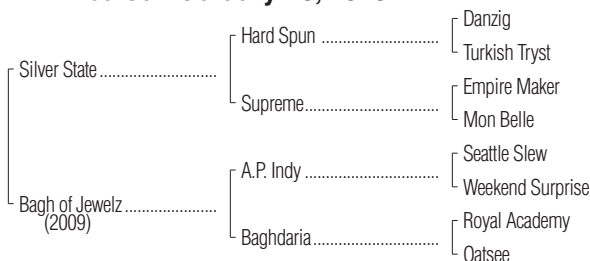 Danzig
Hard Spun
Turkish Tryst
Silver State
Empire Maker
Supreme
Mon Belle
Seattle Slew
A.P. Indy
Weekend Surprise
Bagh of Jewelz
(2009)
Royal Academy
Baghdaria
Oatsee